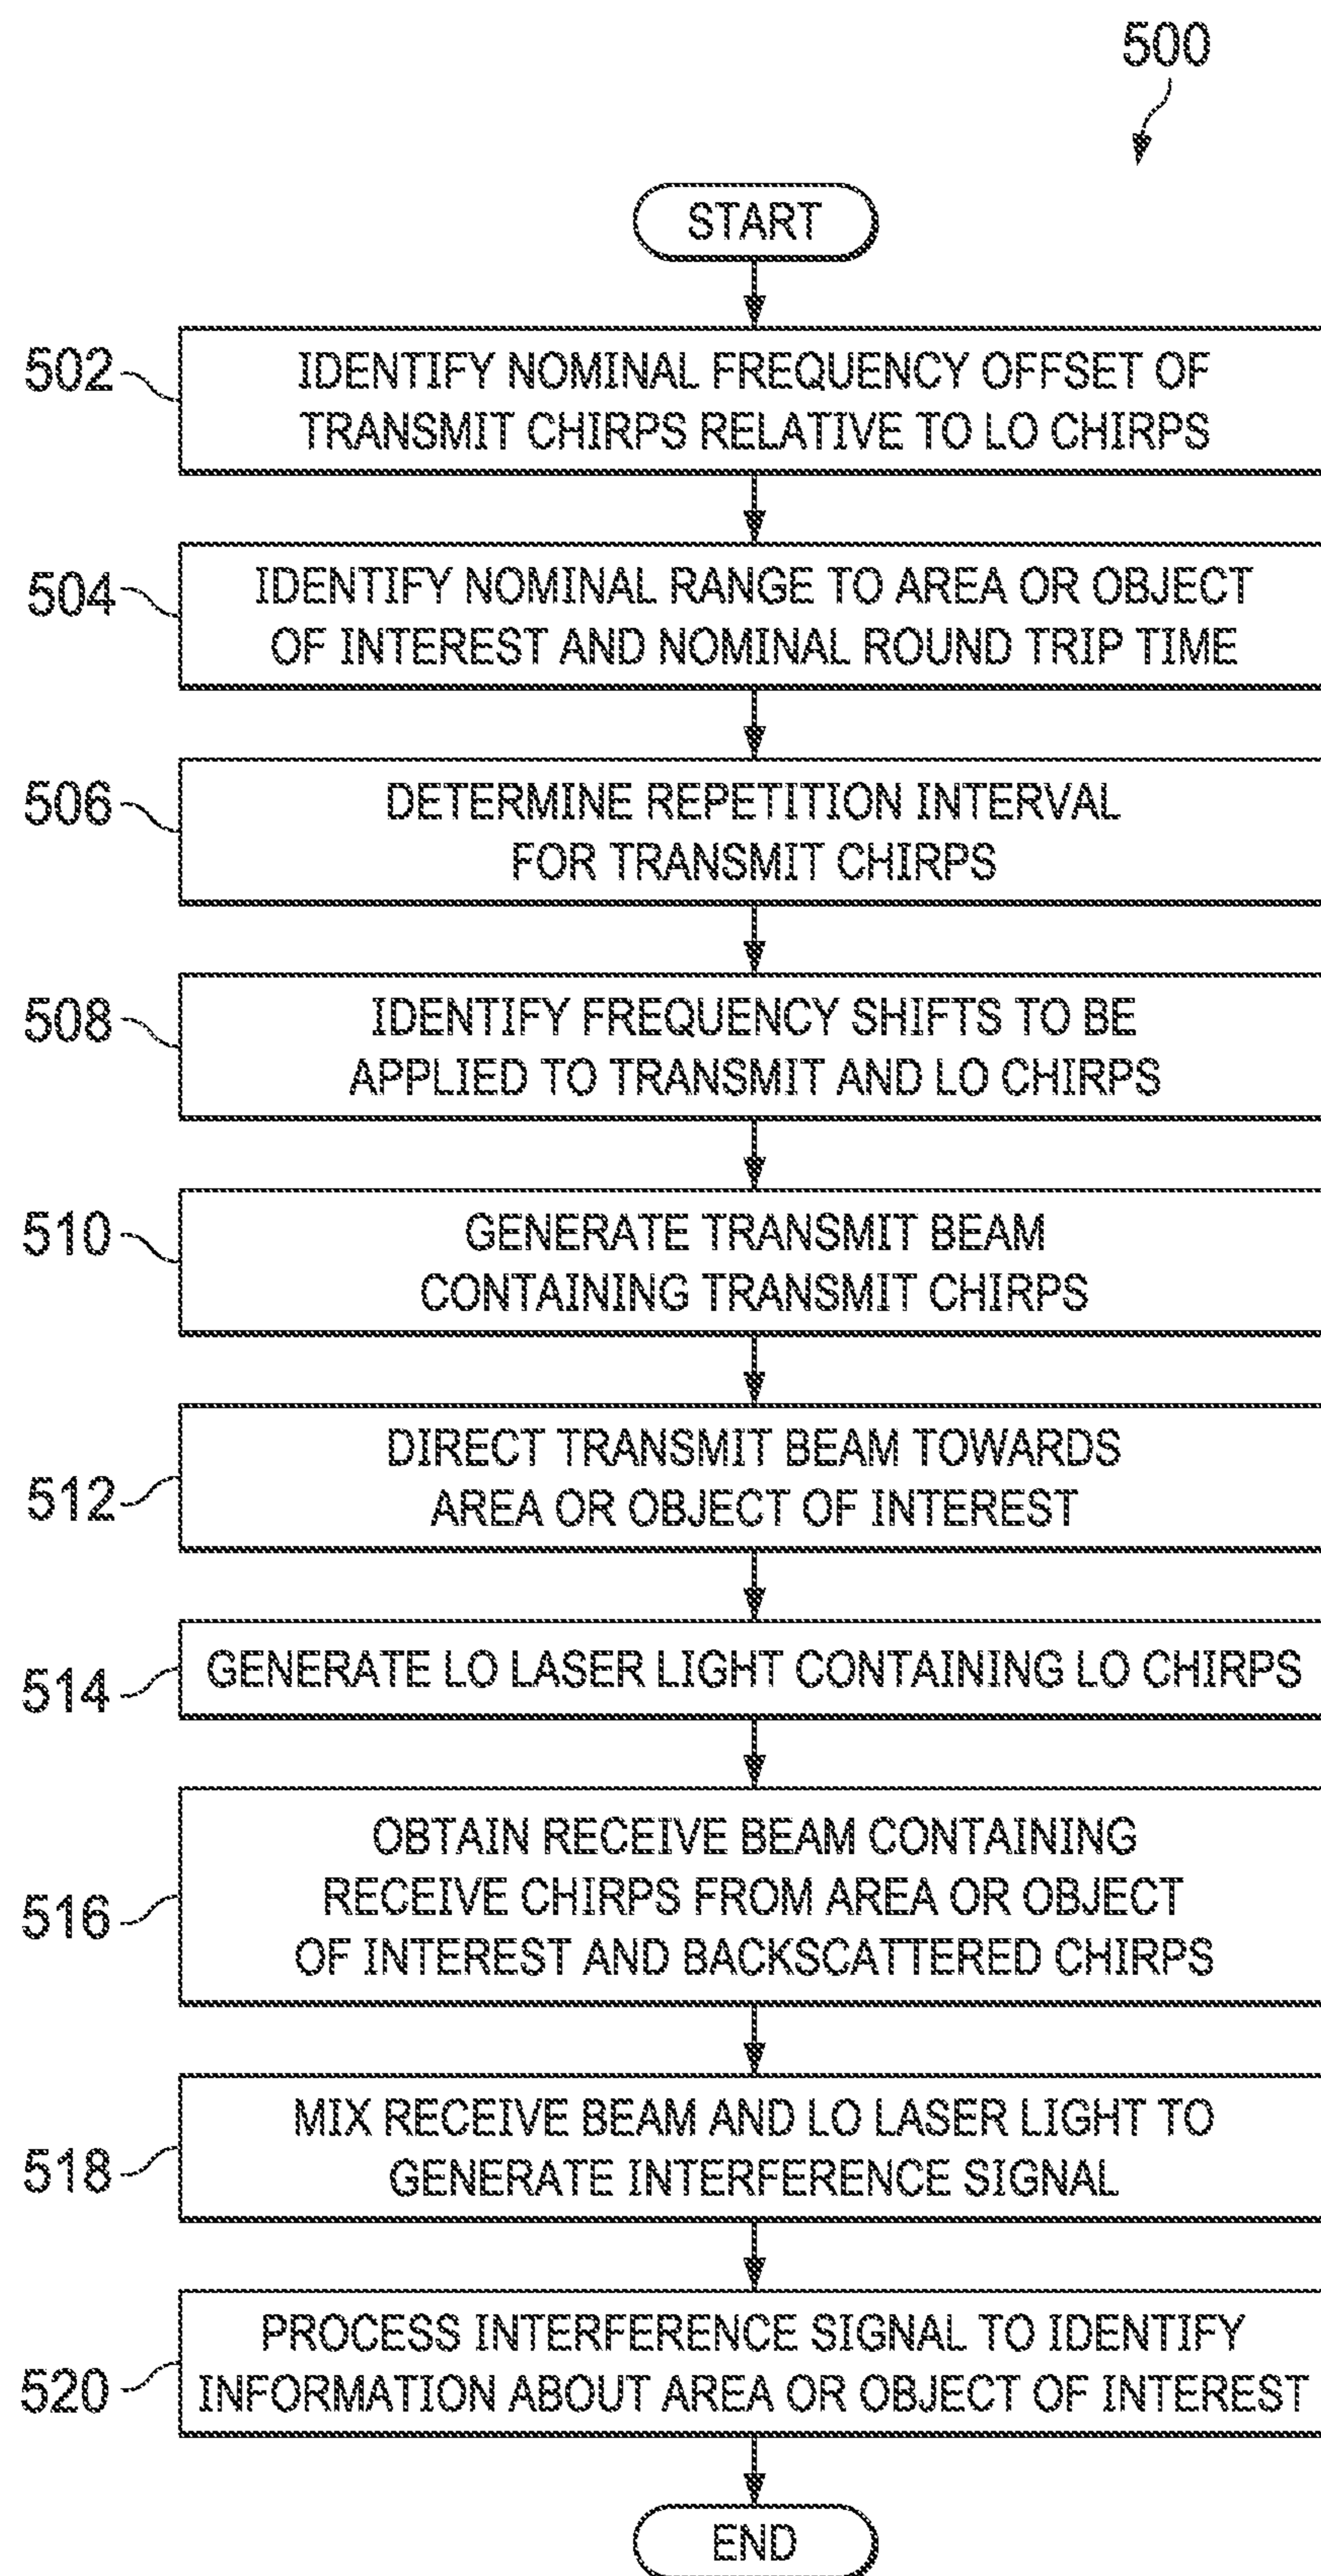 500
START
502
IDENTIFY NOMINAL FREQUENCY OFFSET OF
TRANSMIT CHIRPS RELATIVE TO LO CHIRPS
504
IDENTIFY NOMINAL RANGE TO AREA OR OBJECT
OF INTEREST AND NOMINAL ROUND TRIP TIME
506
DETERMINE REPETITION INTERVAL
FOR TRANSMIT CHIRPS
508
IDENTIFY FREQUENCY SHIFTS TO BE
APPLIED TO TRANSMIT AND LO CHIRPS
510
GENERATE TRANSMIT BEAM
CONTAINING TRANSMIT CHIRPS
512
DIRECT TRANSMIT BEAM TOWARDS
AREA OR OBJECT OF INTEREST
514
GENERATE LO LASER LIGHT CONTAINING LO CHIRPS
516
OBTAIN RECEIVE BEAM CONTAINING
RECEIVE CHIRPS FROM AREA OR OBJECT
OF INTEREST AND BACKSCATTERED CHIRPS
518
MIX RECEIVE BEAM AND LO LASER LIGHT TO
GENERATE INTERFERENCE SIGNAL
520
PROCESS INTERFERENCE SIGNAL TO IDENTIFY
INFORMATION ABOUT AREA OR OBJECT OF INTEREST
END